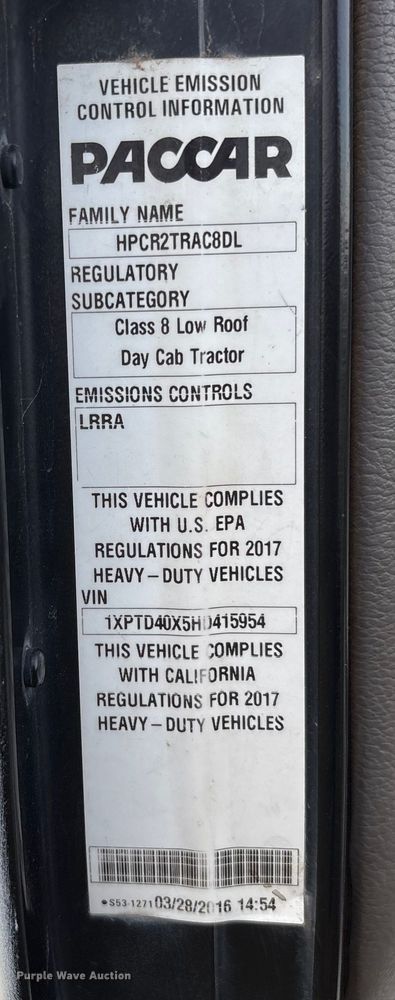 VEHICLE EMISSION
CONTROL INFORMATION
PACCAR
FAMILY NAME
HPCR2TRAC8DL
REGULATORY
SUBCATEGORY
Class 8 Low Roof
Day Cab Tractor
EMISSIONS CONTROLS
LRRA
THIS VEHICLE COMPLIES
WITH U.S. EPA
REGULATIONS FOR 2017
HEAVY-DUTY VEHICLES
VIN
1XPTD40X5HD415954
THIS VEHICLE COMPLIES
WITH CALIFORNIA
REGULATIONS FOR 2017
HEAVY-DUTY VEHICLES
•S53-1271 03/28/2016 14:54
Purple Wave Auction